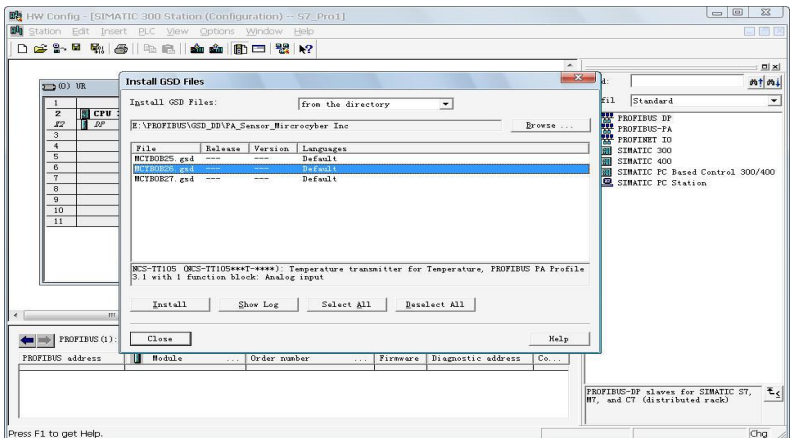 HW Config - [SIMATIC 300 Station (Configuration) -- S7_Pro1]
Station Edit Insert PLC View Options Window Help
(0) UR
1
2 CPU
X2 DP
3
4
5
6
7
8
9
10
11
Install GSD Files
Install GSD Files:
from the directory
E:\PROFIBUS\GSD_DD\PA_Sensor_Mircrocyber Inc
Browse ...
File Release Version Languages
MCYB0B25.gsd --- --- Default
MCYB0B26.gsd --- --- Default
MCYB0B27.gsd --- --- Default
NCS-TT105 (NCS-TT105***T-****): Temperature transmitter for Temperature, PROFIBUS PA Profile
3.1 with 1 function block: Analog input
Install Show Log Select All Deselect All
Close Help
d:
fil Standard
PROFIBUS DP
PROFIBUS-PA
PROFINET IO
SIMATIC 300
SIMATIC 400
SIMATIC PC Based Control 300/400
SIMATIC PC Station
PROFIBUS(1):
PROFIBUS address Module ... Order number ... Firmware Diagnostic address Co...
PROFIBUS-DP slaves for SIMATIC S7,
M7, and C7 (distributed rack)
Press F1 to get Help.
Chg